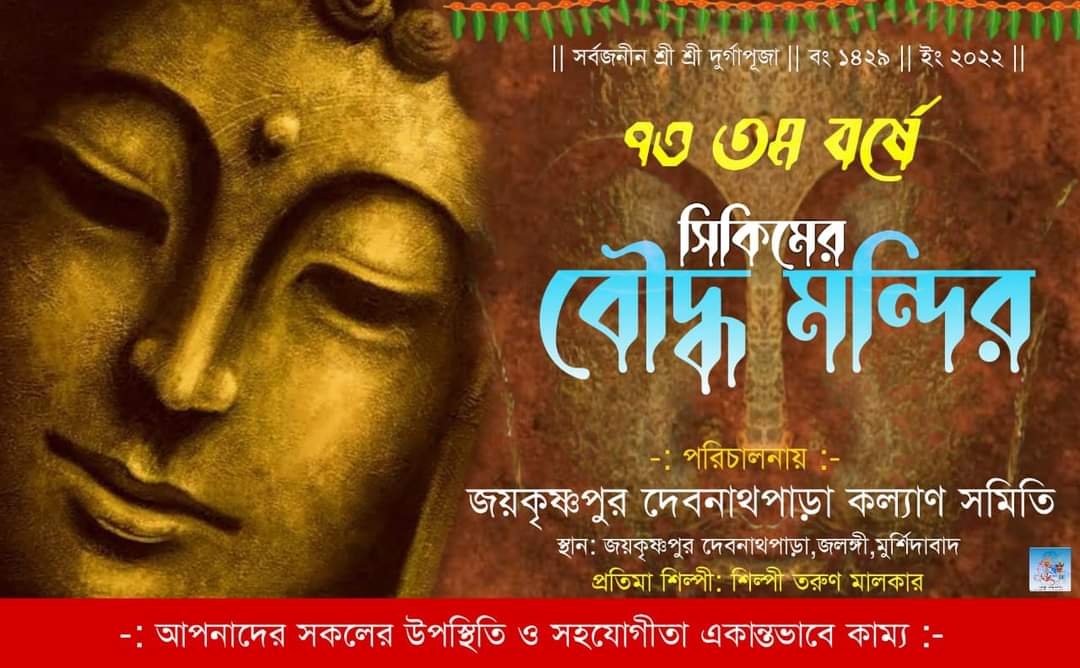 || সর্বজনীন শ্রী শ্রী দুর্গাপূজা || বং ১৪২৯ || ইং ২০২২ ||
৭৩ তম বর্ষে
সিকিমের
বৌদ্ধ মন্দির
-: পরিচালনায় :-
জয়কৃষ্ণপুর দেবনাথপাড়া কল্যাণ সমিতি
স্থান: জয়কৃষ্ণপুর দেবনাথপাড়া,জলঙ্গী,মুর্শিদাবাদ
প্রতিমা শিল্পী: শিল্পী তরুণ মালকার
-: আপনাদের সকলের উপস্থিতি ও সহযোগীতা একান্তভাবে কাম্য :-